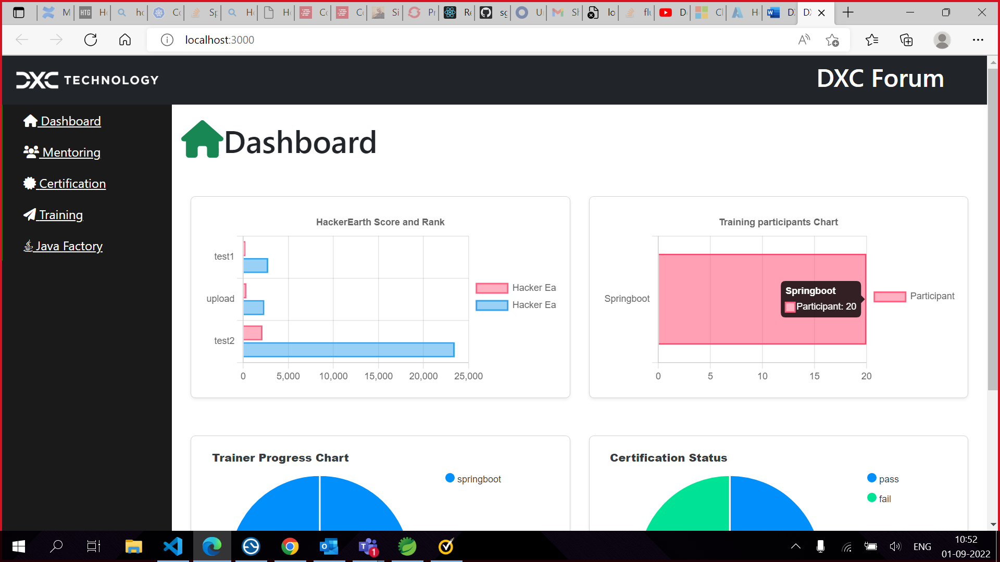 localhost:3000
DXC TECHNOLOGY
DXC Forum
Dashboard
Mentoring
Certification
Training
Java Factory
Dashboard
HackerEarth Score and Rank
test1
upload
test2
0 5,000 10,000 15,000 20,000 25,000
Hacker Ea
Hacker Ea
Training participants Chart
Springboot
Springboot
Participant: 20
Participant
0 5 10 15 20
Trainer Progress Chart
springboot
Certification Status
pass
fail
ENG
10:52
01-09-2022